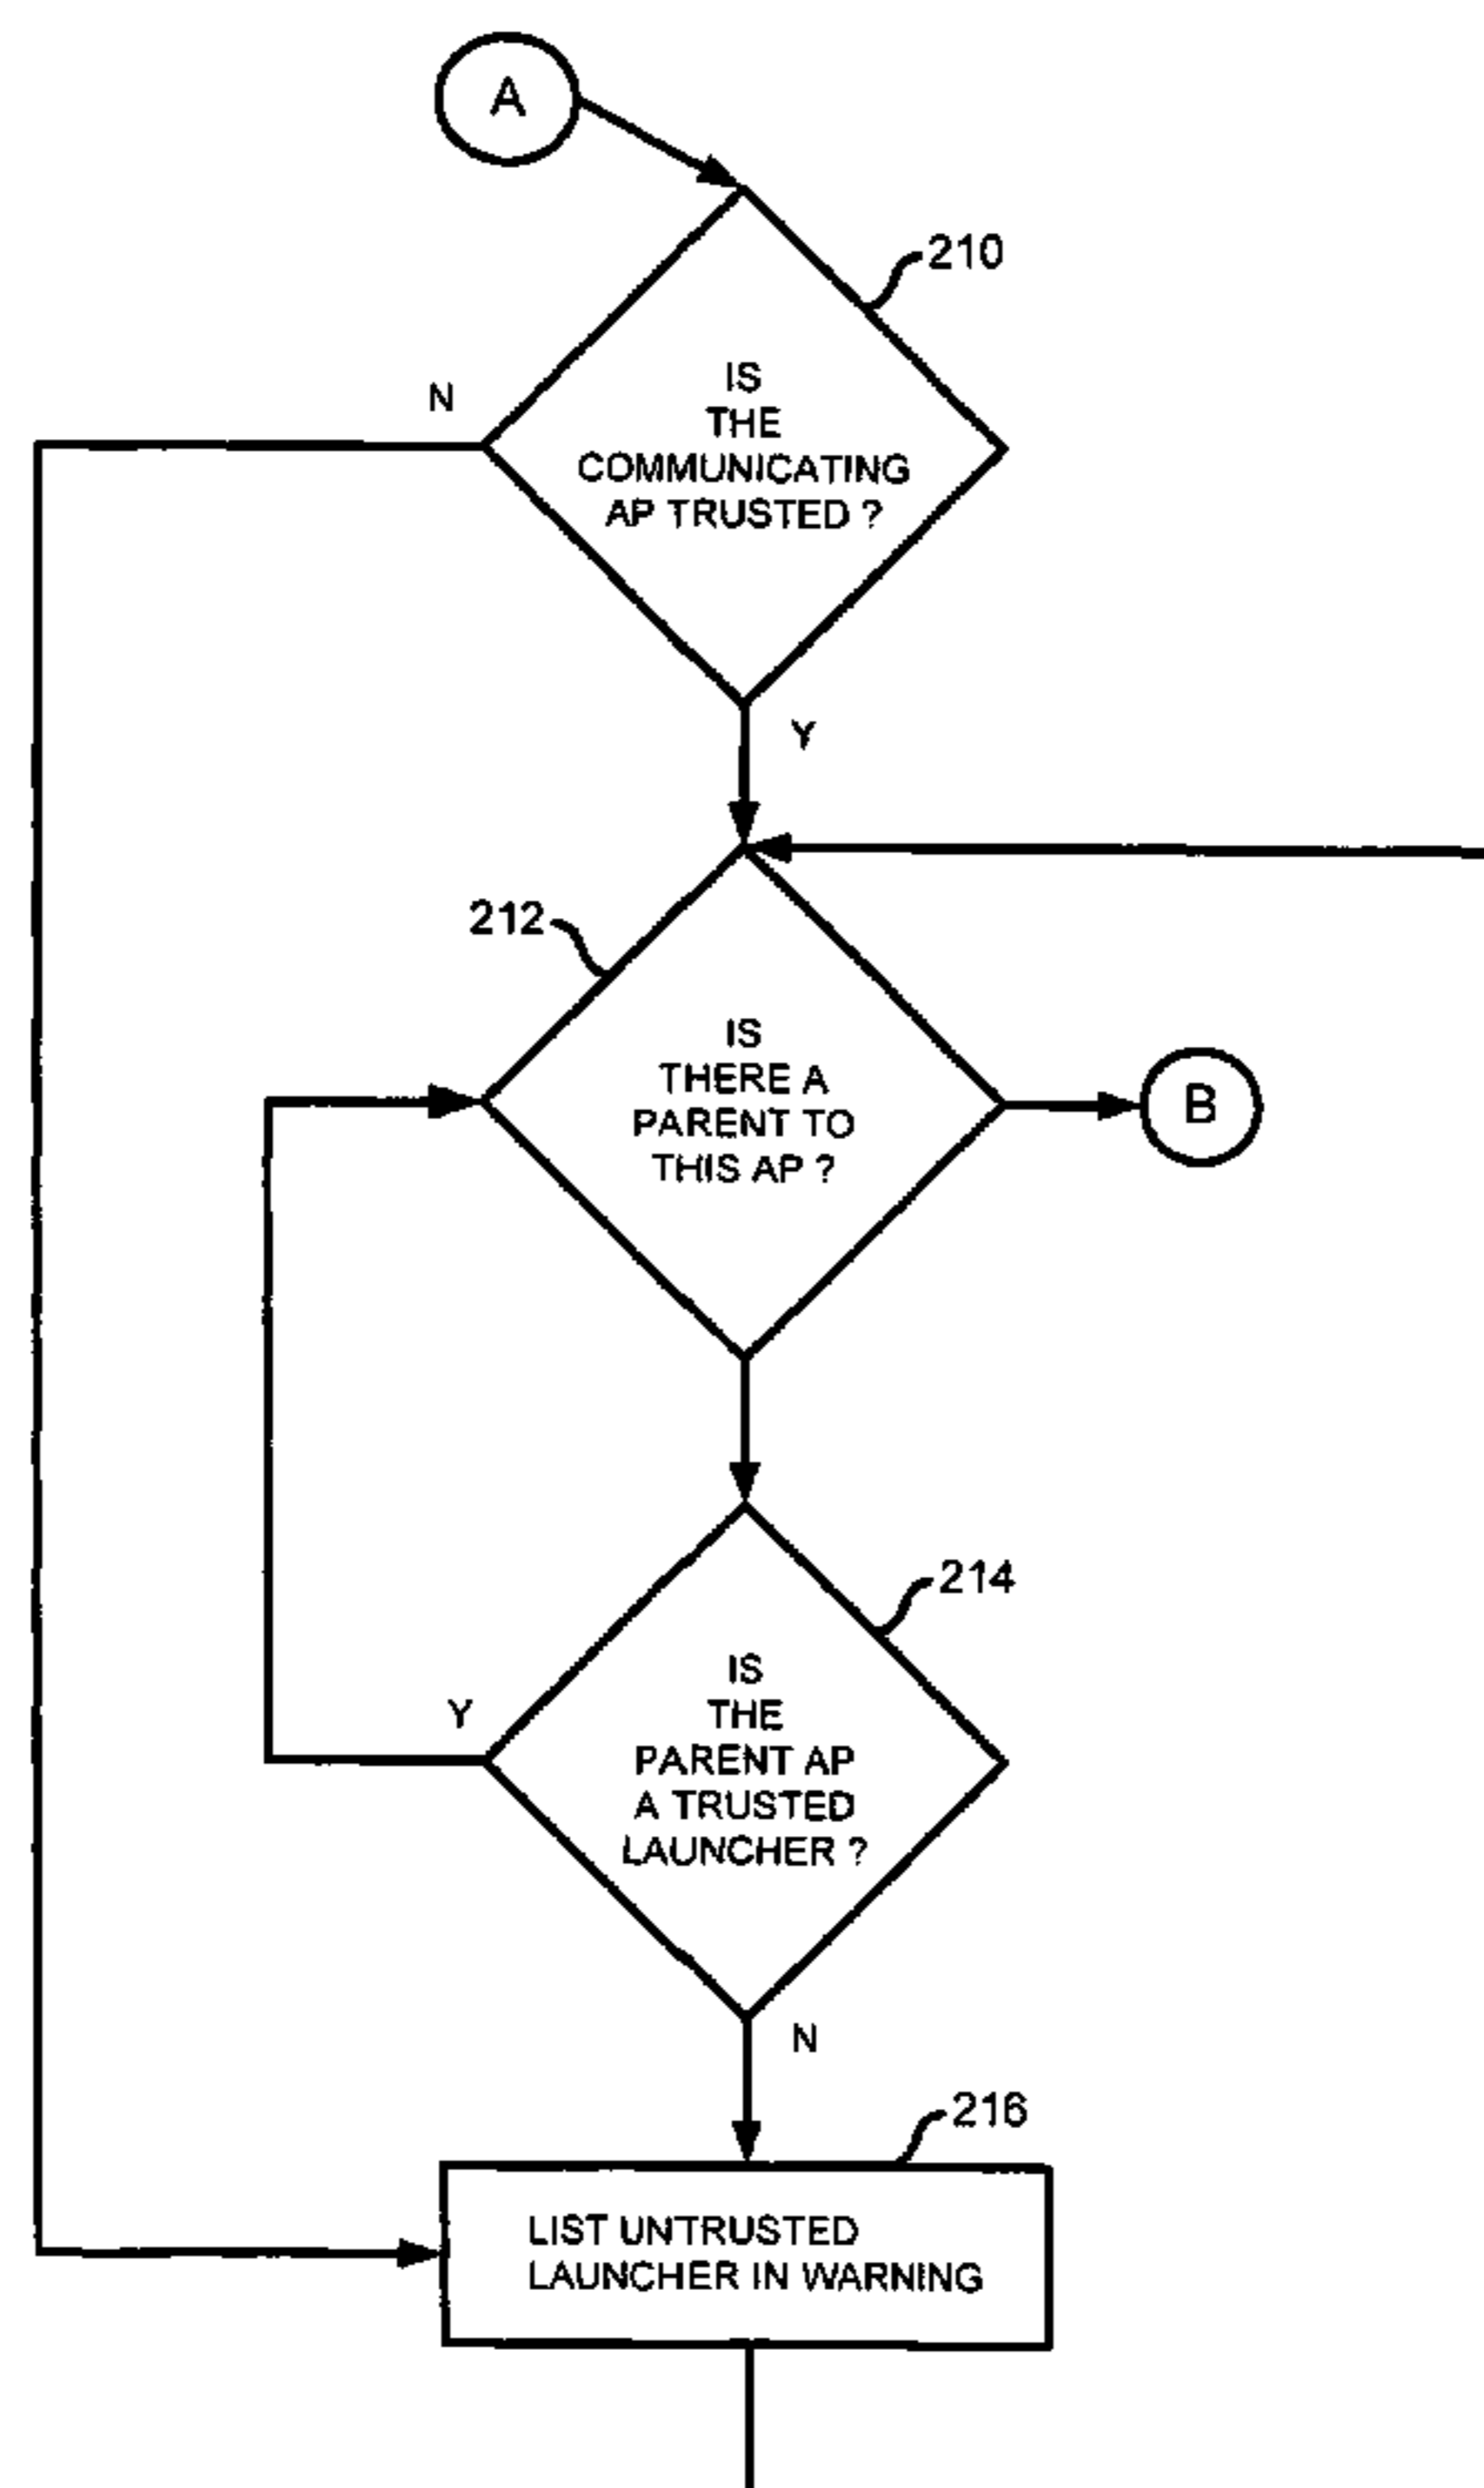 A
210
N
IS
THE
COMMUNICATING
AP TRUSTED ?
Y
212
IS
THERE A
PARENT TO
THIS AP ?
B
214
IS
THE
PARENT AP
A TRUSTED
LAUNCHER ?
Y
N
216
LIST UNTRUSTED
LAUNCHER IN WARNING